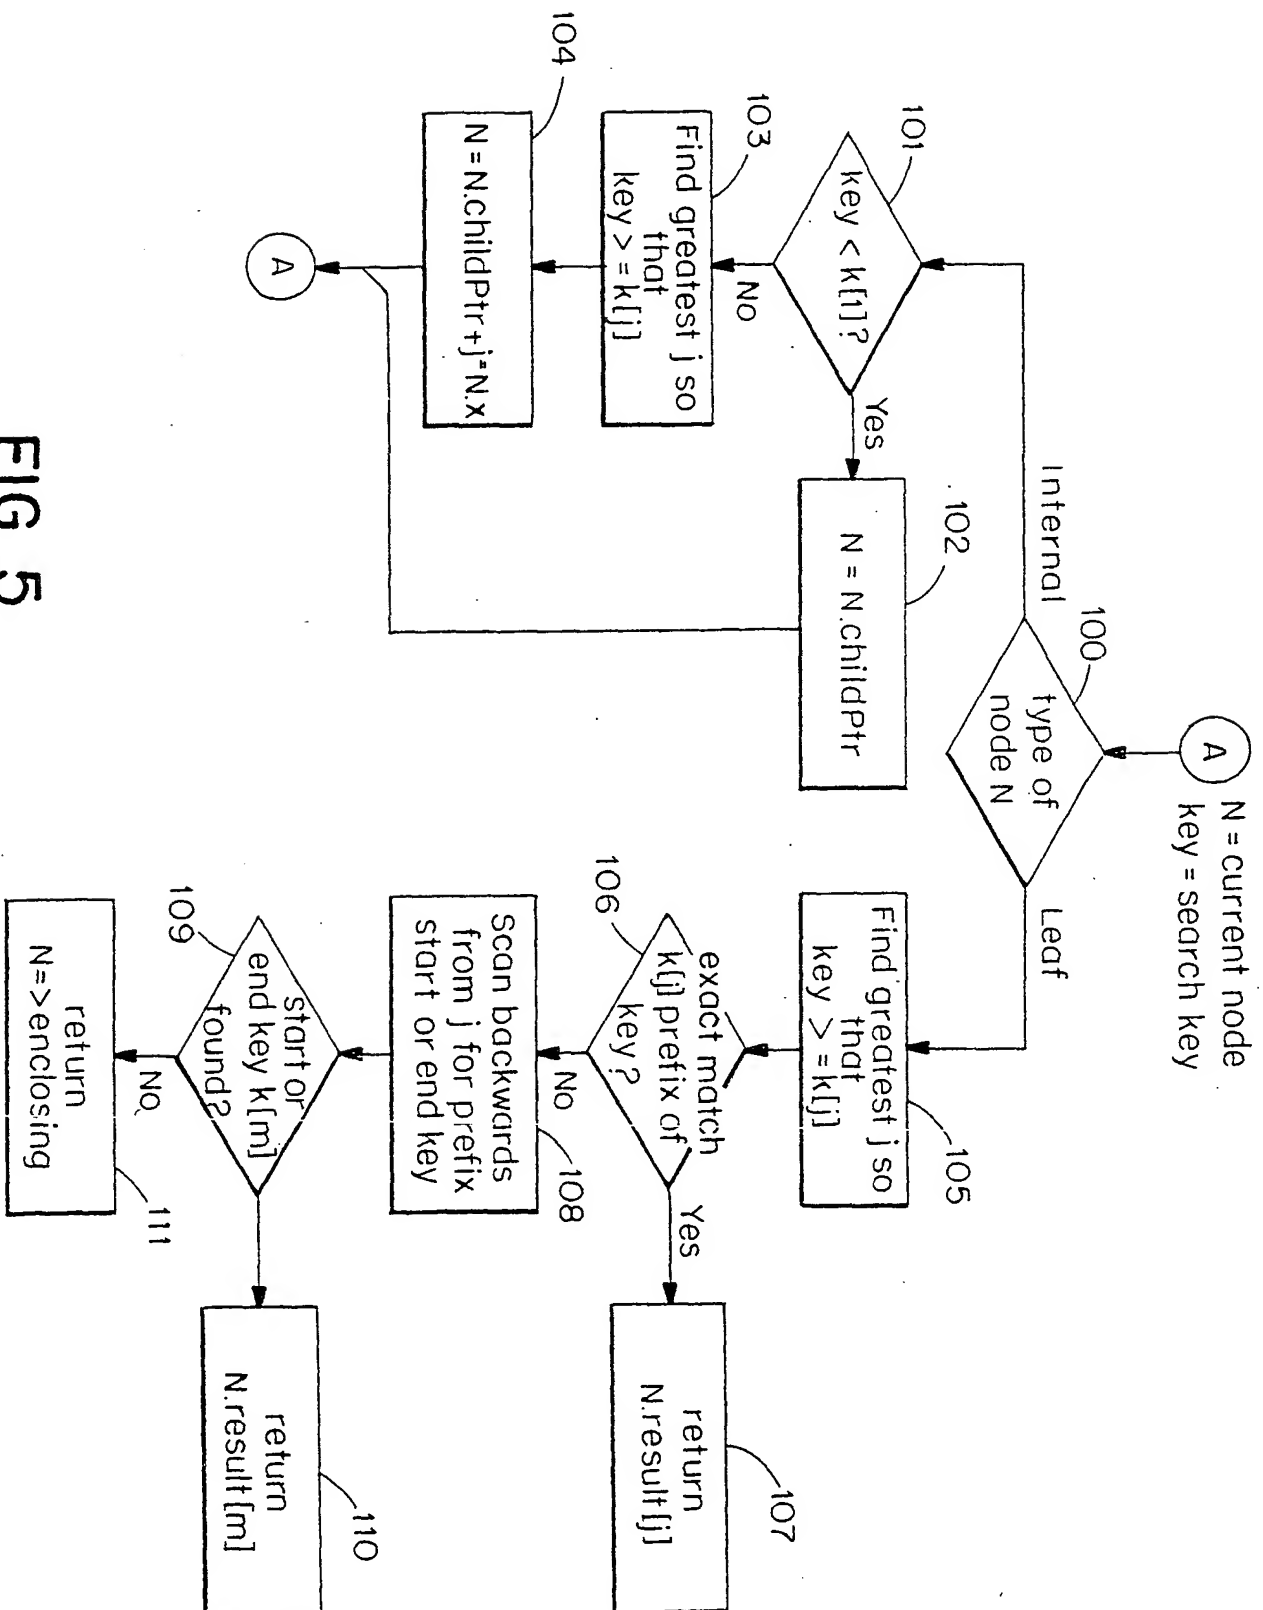 A
N = current node
key = search key
100
type of
node N
Internal
Leaf
101
key < k[1]?
Yes
No
102
N = N.childPtr
103
Find greatest j so
that
key > = k[j]
104
N = N.childPtr + j*N.x
A
105
Find greatest j so
that
key > = k[j]
106
exact match
k[j] prefix of
key?
Yes
No
107
return
N.result[j]
108
Scan backwards
from j for prefix
start or end key
109
start or
end key k[m]
found?
No
110
return
N.result[m]
111
return
N=>enclosing
FIG 5